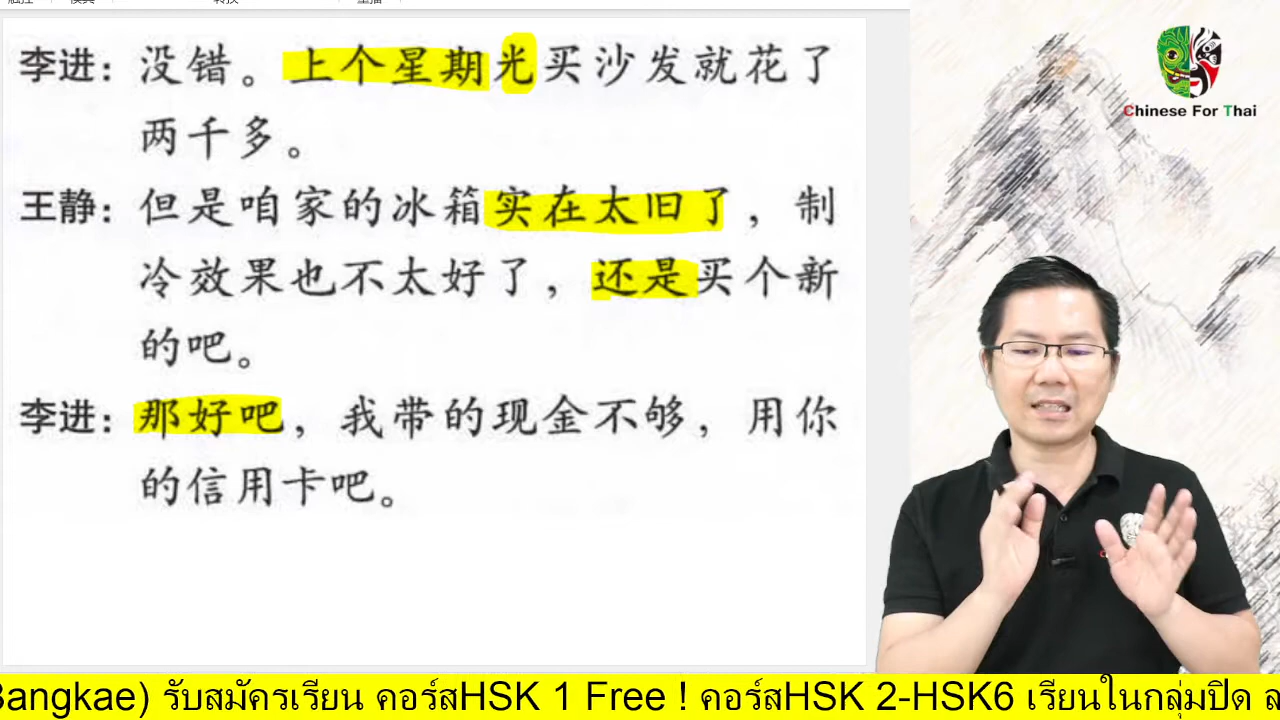 李进：没错。上个星期光买沙发就花了
两千多。
王静：但是咱家的冰箱实在太旧了，制
冷效果也不太好了，还是买个新
的吧。
李进：那好吧，我带的现金不够，用你
的信用卡吧。
Chinese For Thai
Bangkae) รับสมัครเรียน คอร์สHSK 1 Free ! คอร์สHSK 2-HSK6 เรียนในกลุ่มปิด ส